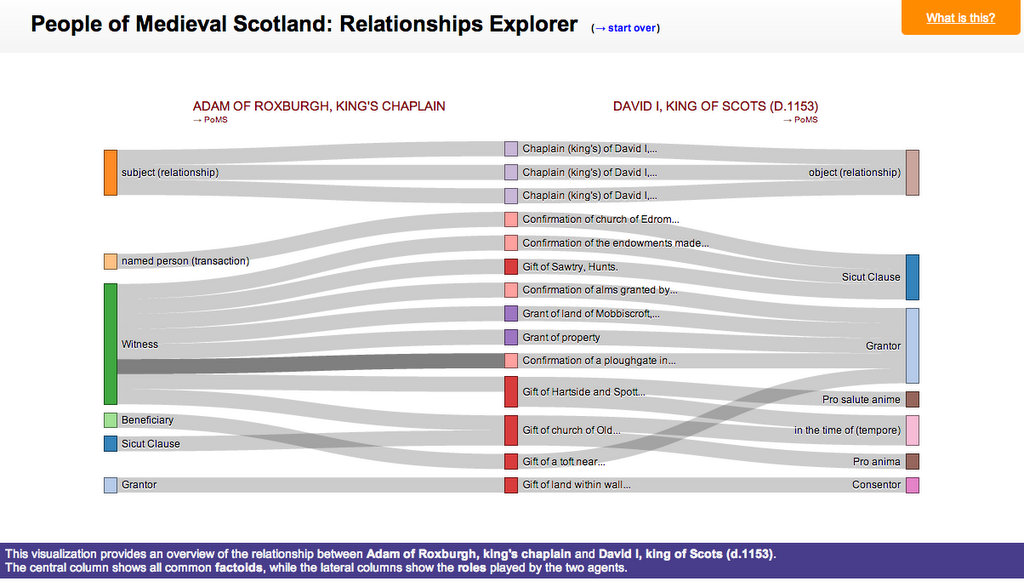 People of Medieval Scotland: Relationships Explorer (→ start over)
What is this?
ADAM OF ROXBURGH, KING'S CHAPLAIN
→ PoMS
DAVID I, KING OF SCOTS (D.1153)
→ PoMS
subject (relationship)
named person (transaction)
Witness
Beneficiary
Sicut Clause
Grantor
Chaplain (king's) of David I,...
Chaplain (king's) of David I,...
Chaplain (king's) of David I,...
Confirmation of church of Edrom...
Confirmation of the endowments made...
Gift of Sawtry, Hunts.
Confirmation of alms granted by...
Grant of land of Mobbiscroft,...
Grant of property
Confirmation of a ploughgate in...
Gift of Hartside and Spott...
Gift of church of Old...
Gift of a toft near...
Gift of land within wall...
object (relationship)
Sicut Clause
Grantor
Pro salute anime
in the time of (tempore)
Pro anima
Consentor
This visualization provides an overview of the relationship between Adam of Roxburgh, king's chaplain and David I, king of Scots (d.1153).
The central column shows all common factoids, while the lateral columns show the roles played by the two agents.